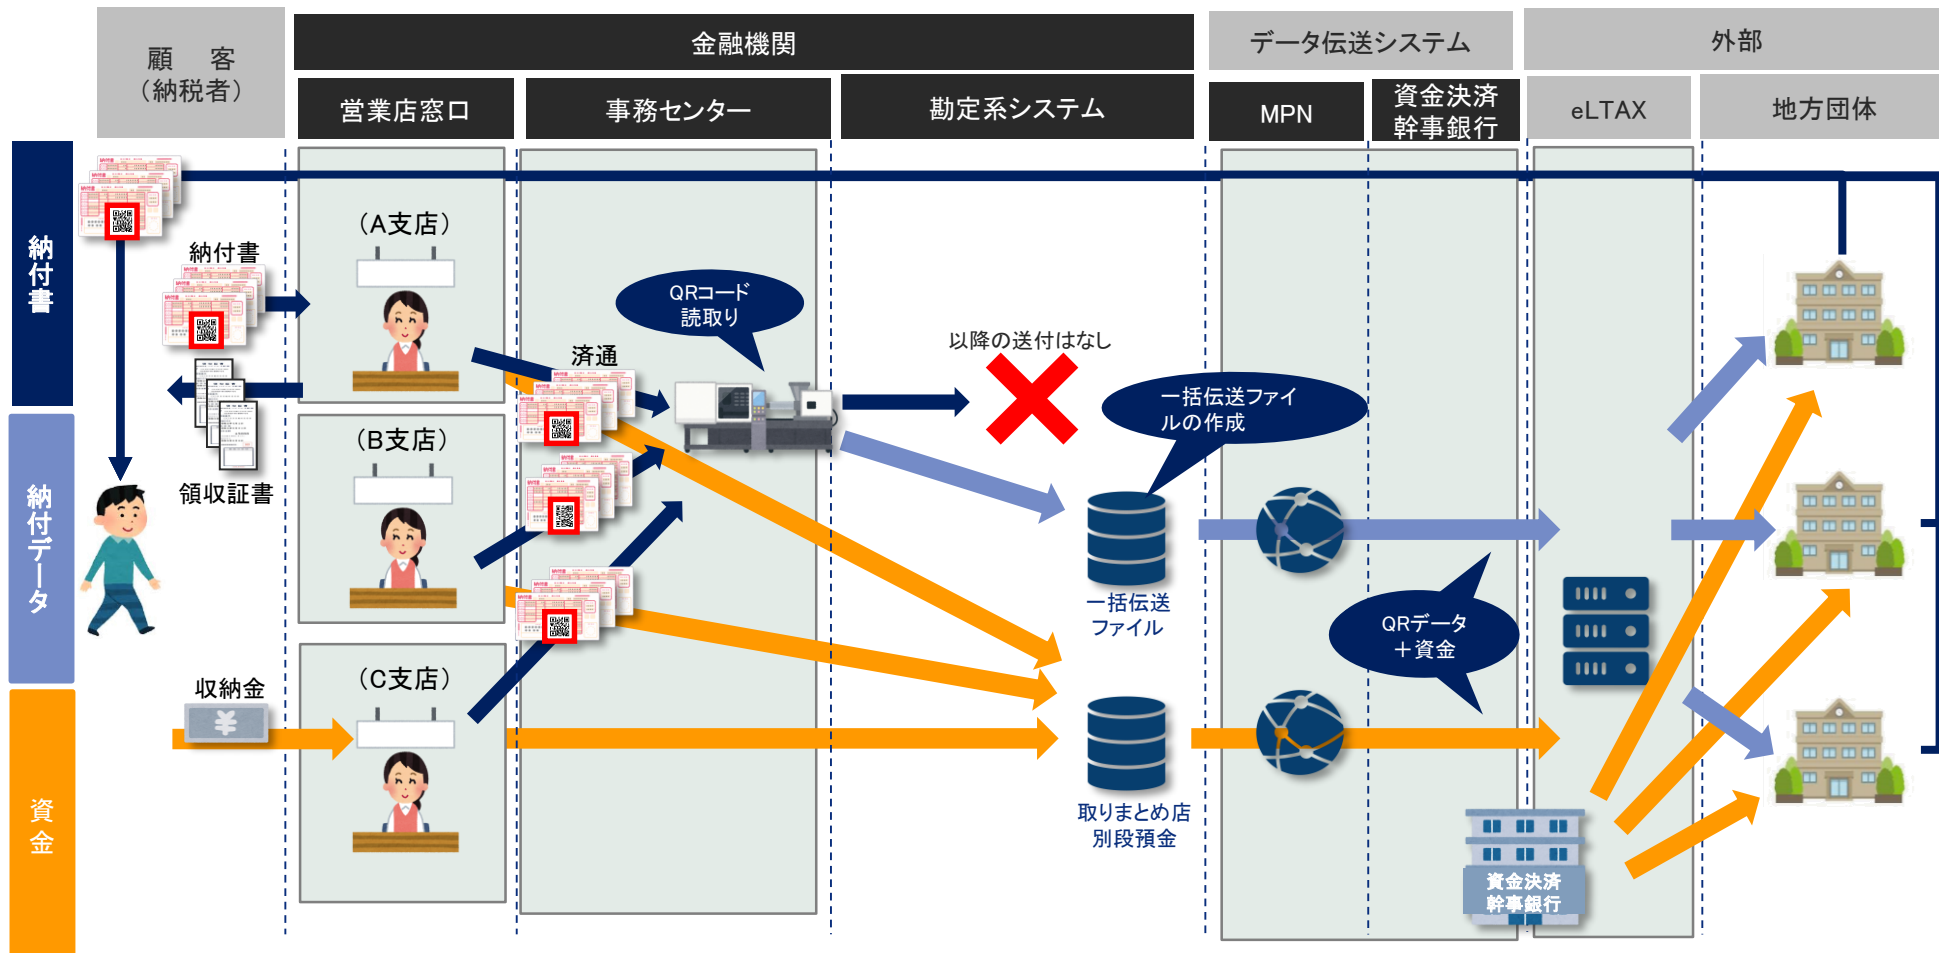 顧　客
（納税者）
金融機関
データ伝送システム
外部
営業店窓口
事務センター
勘定系システム
MPN
資金決済
幹事銀行
eLTAX
地方団体
納付書
納付データ
資金
納付書
領収証書
収納金
¥
（A支店）
（B支店）
（C支店）
済通
QRコード
読取り
以降の送付はなし
一括伝送ファイ
ルの作成
一括伝送
ファイル
QRデータ
＋資金
取りまとめ店
別段預金
資金決済
幹事銀行